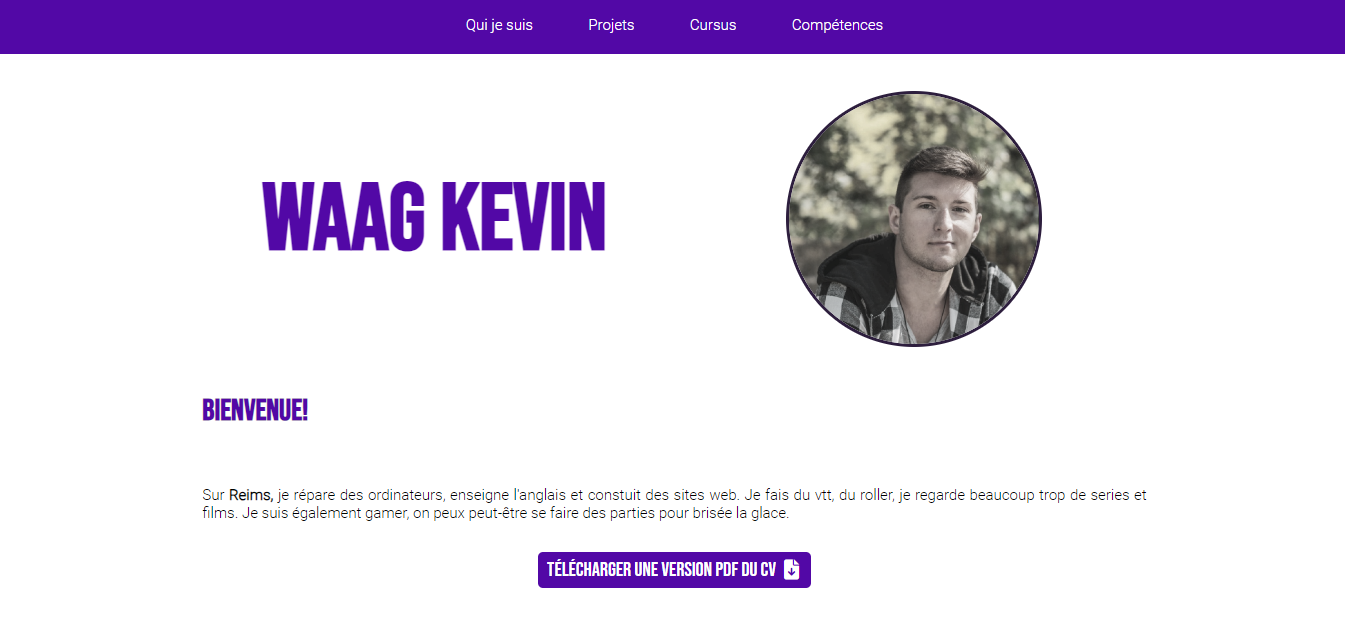 Qui je suis Projets Cursus Compétences
WAAG KEVIN
BIENVENUE!
Sur Reims, je répare des ordinateurs, enseigne l'anglais et constuit des sites web. Je fais du vtt, du roller, je regarde beaucoup trop de series et
films. Je suis également gamer, on peux peut-être se faire des parties pour brisée la glace.
TÉLÉCHARGER UNE VERSION PDF DU CV